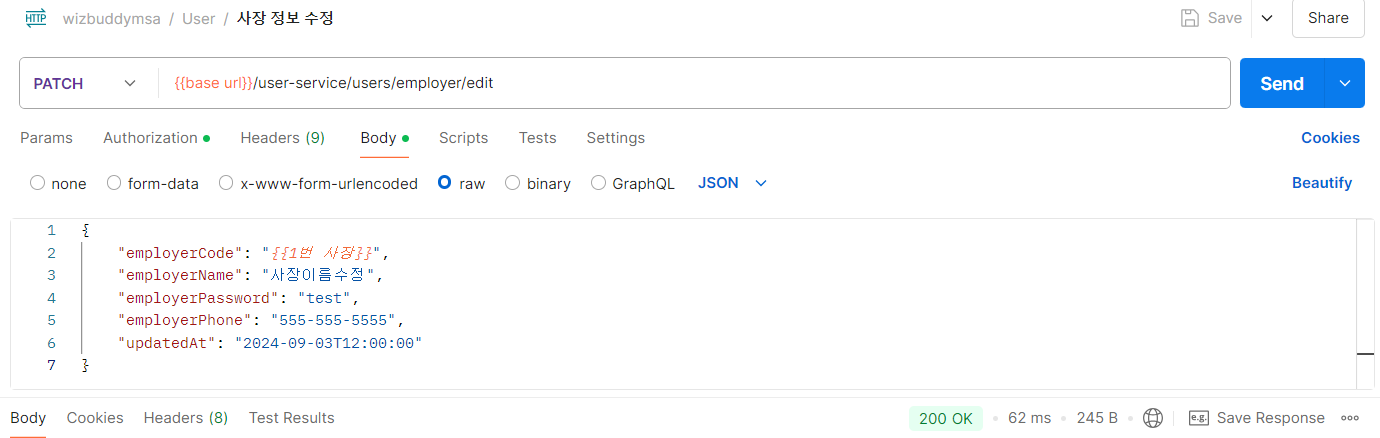 HTTP wizbuddymsa / User / 사장 정보 수정 Save Share
PATCH {{base url}}/user-service/users/employer/edit Send
Params Authorization Headers (9) Body Scripts Tests Settings Cookies
none form-data x-www-form-urlencoded raw binary GraphQL JSON Beautify
1 {
2 "employerCode": "{{1번 사장}}",
3 "employerName": "사장이름수정",
4 "employerPassword": "test",
5 "employerPhone": "555-555-5555",
6 "updatedAt": "2024-09-03T12:00:00"
7 }
Body Cookies Headers (8) Test Results 200 OK 62 ms 245 B e.g. Save Response